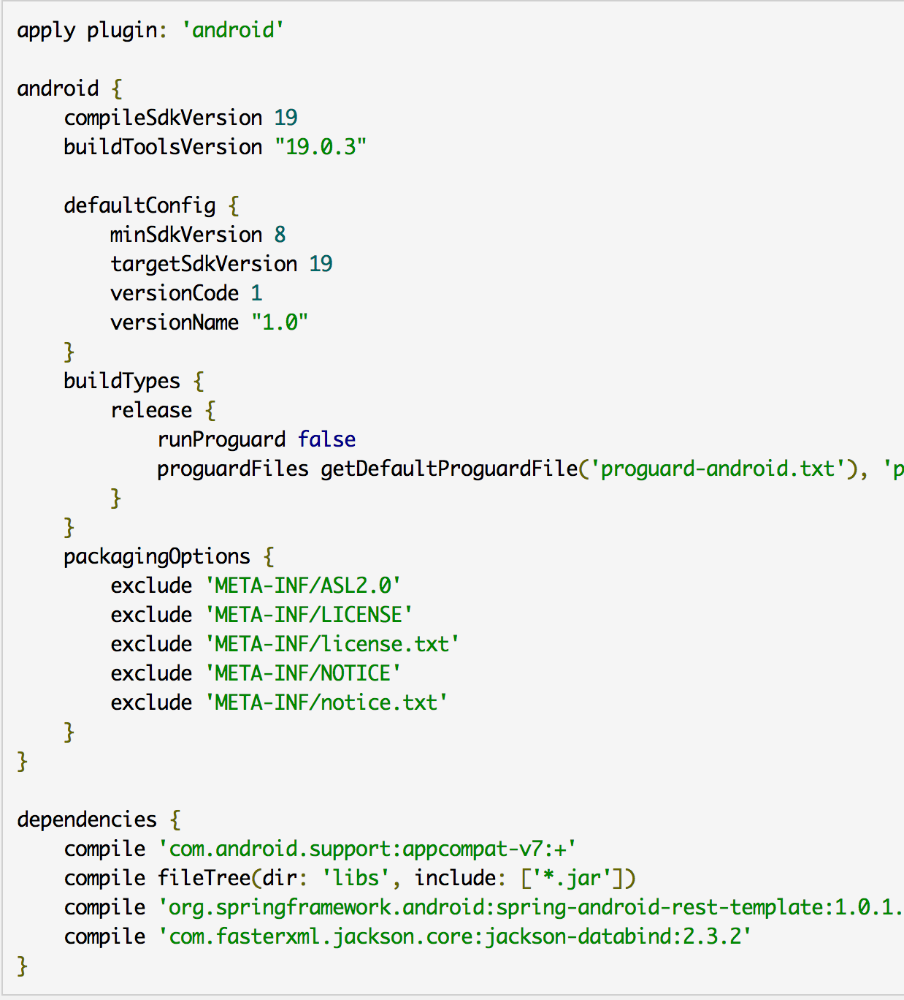 apply plugin: 'android'
android {
compileSdkVersion 19
buildToolsVersion "19.0.3"
defaultConfig {
minSdkVersion 8
targetSdkVersion 19
versionCode 1
versionName "1.0"
}
buildTypes {
release {
runProguard false
proguardFiles getDefaultProguardFile('proguard-android.txt'), 'p
}
}
packagingOptions {
exclude 'META-INF/ASL2.0'
exclude 'META-INF/LICENSE'
exclude 'META-INF/license.txt'
exclude 'META-INF/NOTICE'
exclude 'META-INF/notice.txt'
}
}
dependencies {
compile 'com.android.support:appcompat-v7:+'
compile fileTree(dir: 'libs', include: ['*.jar'])
compile 'org.springframework.android:spring-android-rest-template:1.0.1.
compile 'com.fasterxml.jackson.core:jackson-databind:2.3.2'
}